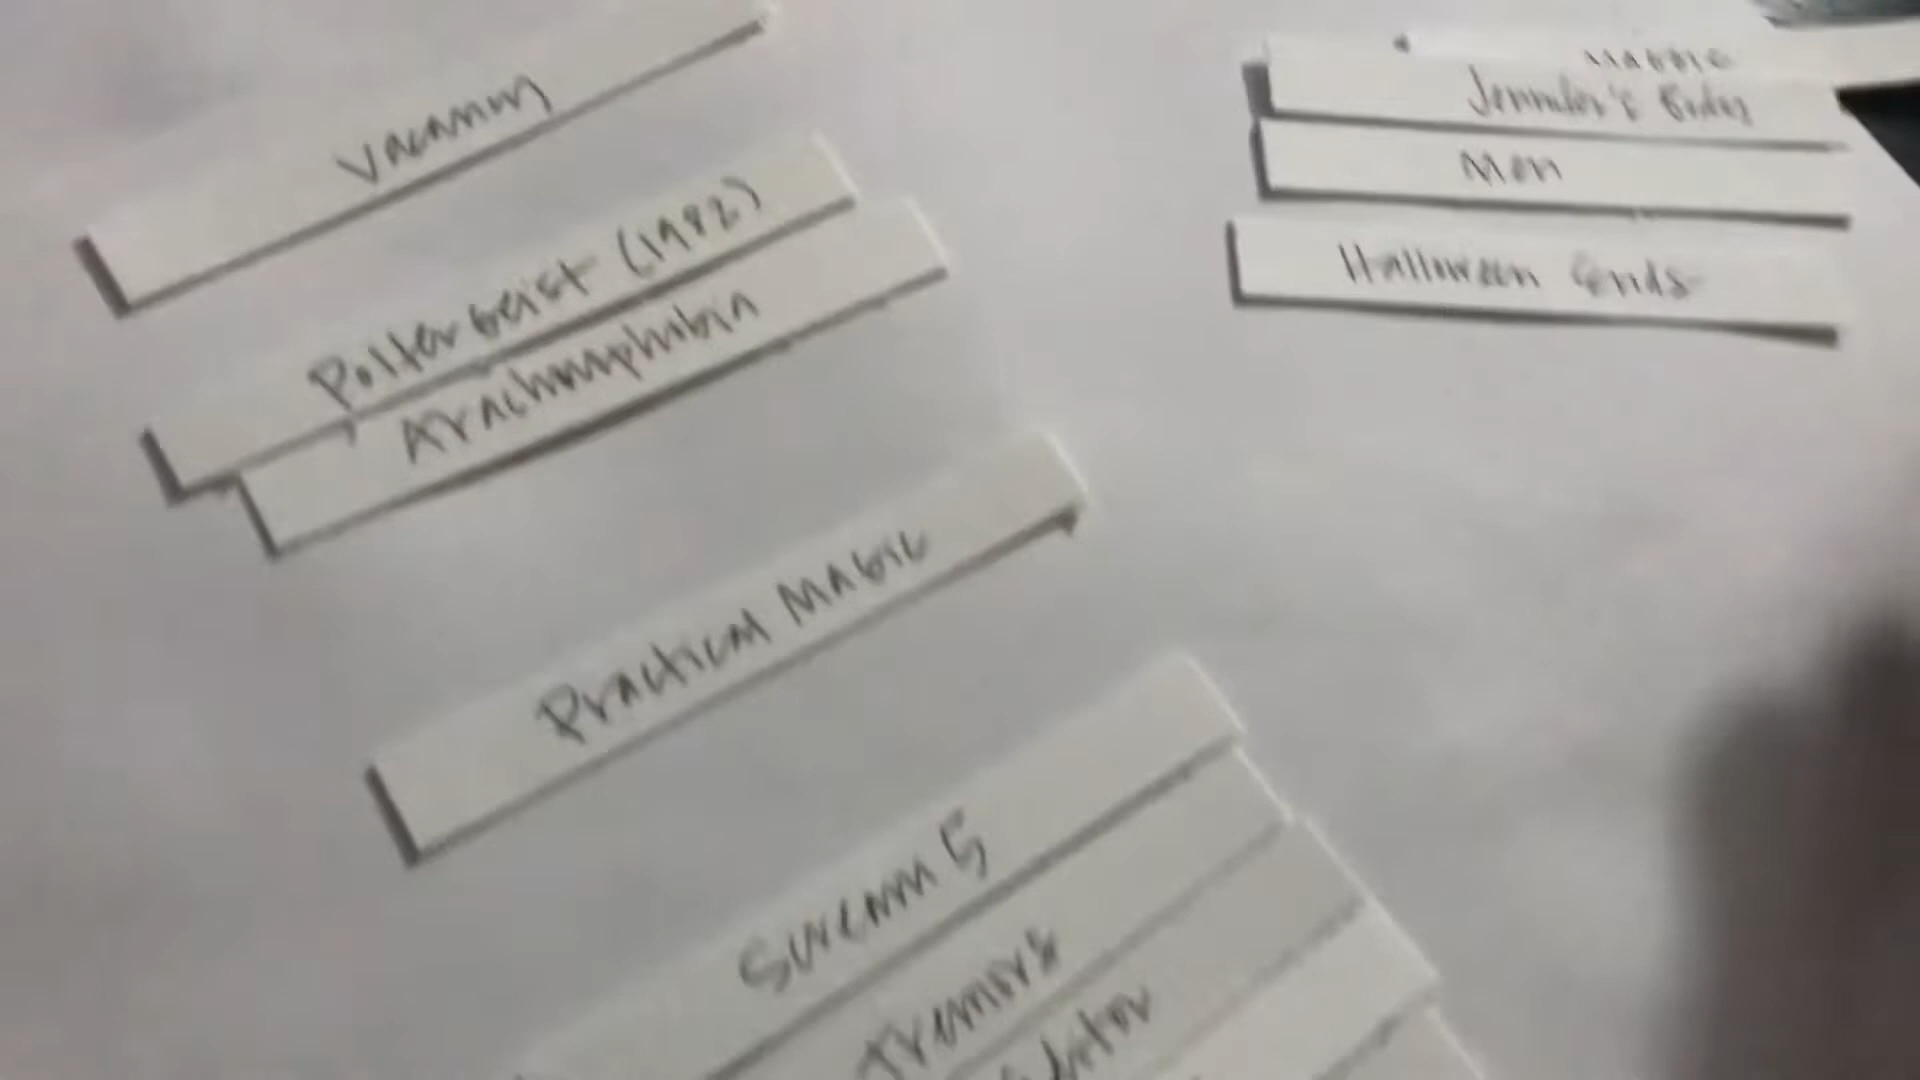 Vacancy
Poltergeist (1982)
Arachnophobia
Practical Magic
Scream 5
Tremors
Jennifer's Body
Men
Halloween Ends